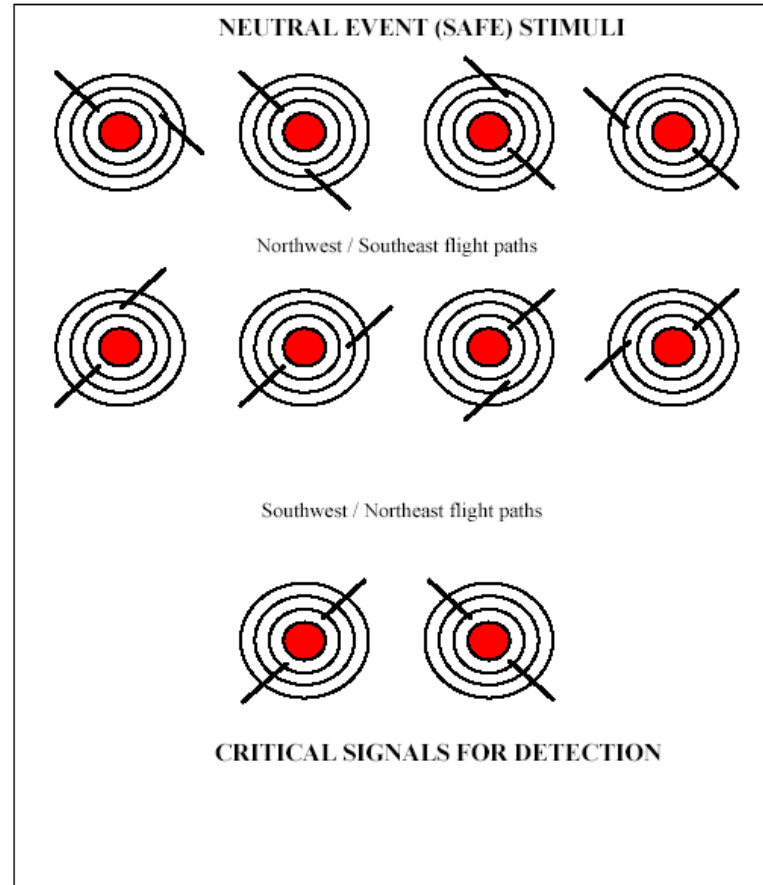 NEUTRAL EVENT (SAFE) STIMULI
Northwest / Southeast flight paths
Southwest / Northeast flight paths
CRITICAL SIGNALS FOR DETECTION